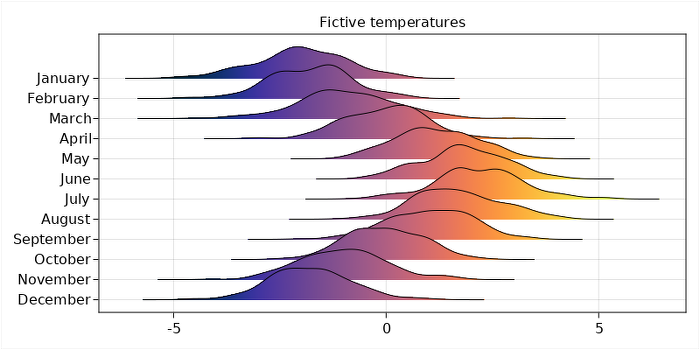 Fictive temperatures
January
February
March
April
May
June
July
August
September
October
November
December
-5 0 5